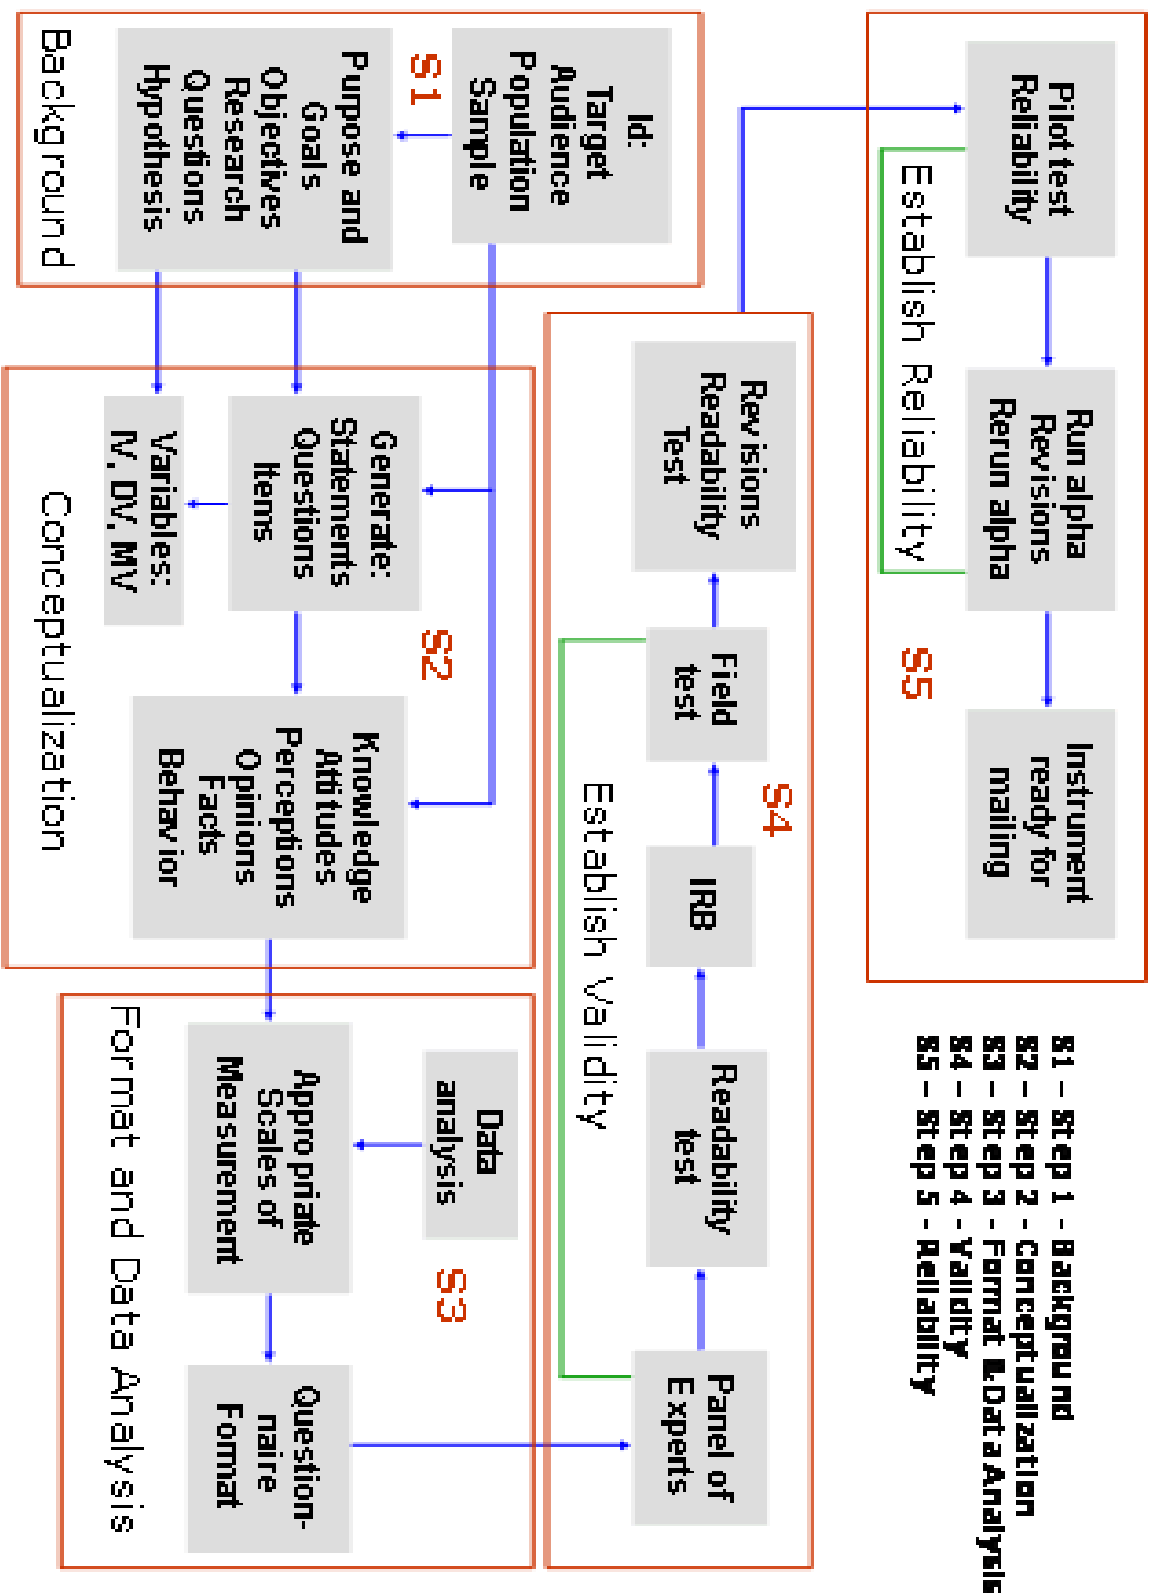 Id:
Target
Audience
Population
Sample
S1
Purpose and
Goals
Objectives
Research
Questions
Hypothesis
Background
Generate:
Statements
Questions
Items
S2
Variables:
IV, DV, MV
Knowledge
Attitudes
Perceptions
Opinions
Facts
Behavior
Conceptualization
Data
analysis
S3
Appropriate
Scales of
Measurement
Question-
naire
Format
Format and Data Analysis
Panel of
Experts
Readability
test
IRB
S4
Field
test
Revisions
Readability
Test
Establish Validity
Pilot test
Reliability
Run alpha
Revisions
Rerun alpha
Instrument
ready for
mailing
Establish Reliability
S5
S1 - Step 1 - Background
S2 - Step 2 - Conceptualization
S3 - Step 3 - Format & Data Analysis
S4 - Step 4 - Validity
S5 - Step 5 - Reliability